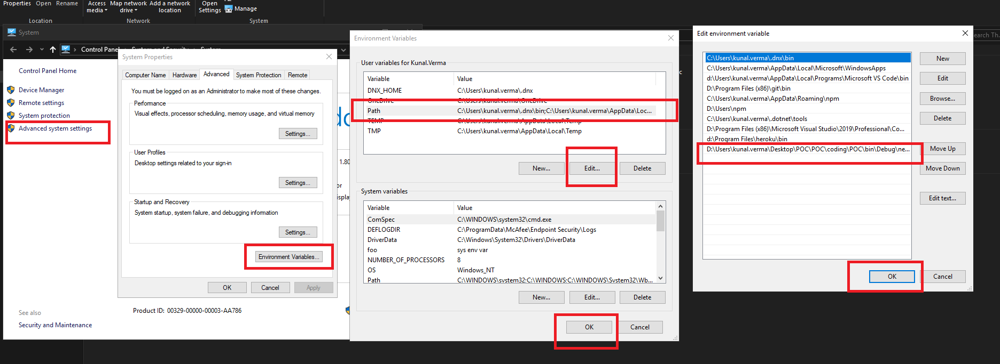 Properties Open Rename
Access media
Map network drive
Add a network location
Open Settings
Manage
Location
Network
System
System
Control Panel
Control Panel Home
Device Manager
Remote settings
System protection
Advanced system settings
See also
Security and Maintenance
Product ID: 00329-00000-00003-AA786
1.80
System Properties
Computer Name Hardware Advanced System Protection Remote
You must be logged on as an Administrator to make most of these changes.
Performance
Visual effects, processor scheduling, memory usage, and virtual memory
Settings...
User Profiles
Desktop settings related to your sign-in
Settings...
Startup and Recovery
System startup, system failure, and debugging information
Settings...
Environment Variables...
OK Cancel Apply
Environment Variables
User variables for Kunal.Verma
Variable Value
DNX_HOME C:\Users\kunal.verma\.dnx
OneDrive C:\Users\kunal.verma\OneDrive
Path C:\Users\kunal.verma\.dnx\bin;C:\Users\kunal.verma\AppData\Loc...
TEMP C:\Users\kunal.verma\AppData\Local\Temp
TMP C:\Users\kunal.verma\AppData\Local\Temp
New... Edit... Delete
System variables
Variable Value
ComSpec C:\WINDOWS\system32\cmd.exe
DEFLOGDIR C:\ProgramData\McAfee\Endpoint Security\Logs
DriverData C:\Windows\System32\Drivers\DriverData
foo sys env var
NUMBER_OF_PROCESSORS 8
OS Windows_NT
Path C:\WINDOWS\system32;C:\WINDOWS;C:\WINDOWS\System32\Wb...
New... Edit... Delete
OK Cancel
Edit environment variable
C:\Users\kunal.verma\.dnx\bin
C:\Users\kunal.verma\AppData\Local\Microsoft\WindowsApps
d:\Users\kunal.verma\AppData\Local\Programs\Microsoft VS Code\bin
D:\Program Files (x86)\git\bin
C:\Users\kunal.verma\AppData\Roaming\npm
D:\Users\npm
C:\Users\kunal.verma\.dotnet\tools
D:\Program Files (x86)\Microsoft Visual Studio\2019\Professional\Co...
d:\Program Files\heroku\bin
D:\Users\kunal.verma\Desktop\POC\POC\coding\POC\bin\Debug\ne...
New
Edit
Browse...
Delete
Move Up
Move Down
Edit text...
OK Cancel
earch Th